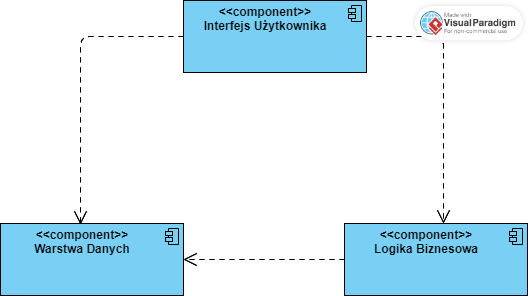 <<component>>
Interfejs Użytkownika
Made with
Visual Paradigm
For non-commercial use
<<component>>
Warstwa Danych
<<component>>
Logika Biznesowa